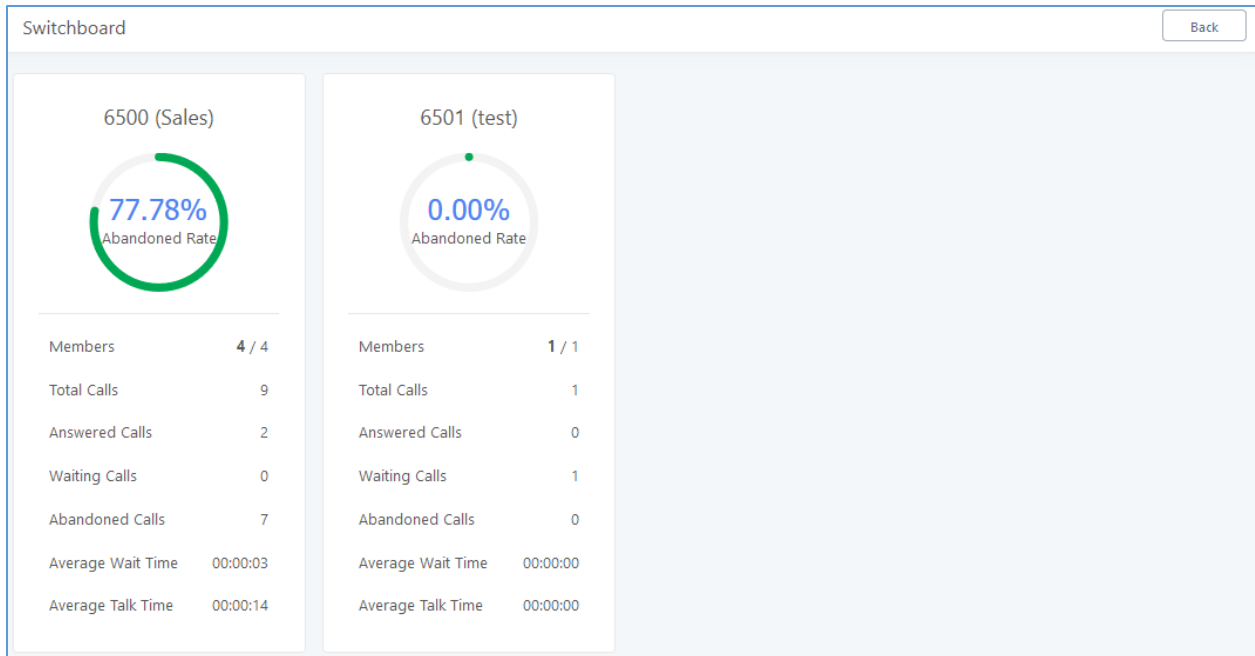 Switchboard
Back
6500 (Sales)
77.78%
Abandoned Rate
Members 4 / 4
Total Calls 9
Answered Calls 2
Waiting Calls 0
Abandoned Calls 7
Average Wait Time 00:00:03
Average Talk Time 00:00:14
6501 (test)
0.00%
Abandoned Rate
Members 1 / 1
Total Calls 1
Answered Calls 0
Waiting Calls 1
Abandoned Calls 0
Average Wait Time 00:00:00
Average Talk Time 00:00:00